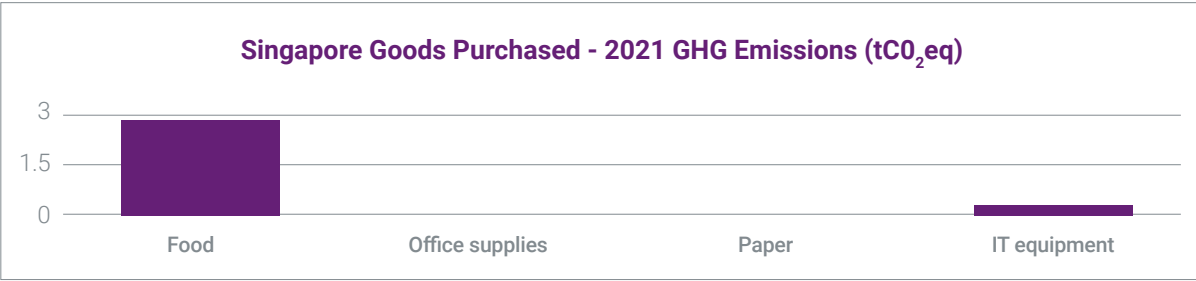 Singapore Goods Purchased - 2021 GHG Emissions (tC0₂eq)
3
1.5
0
Food Office supplies Paper IT equipment